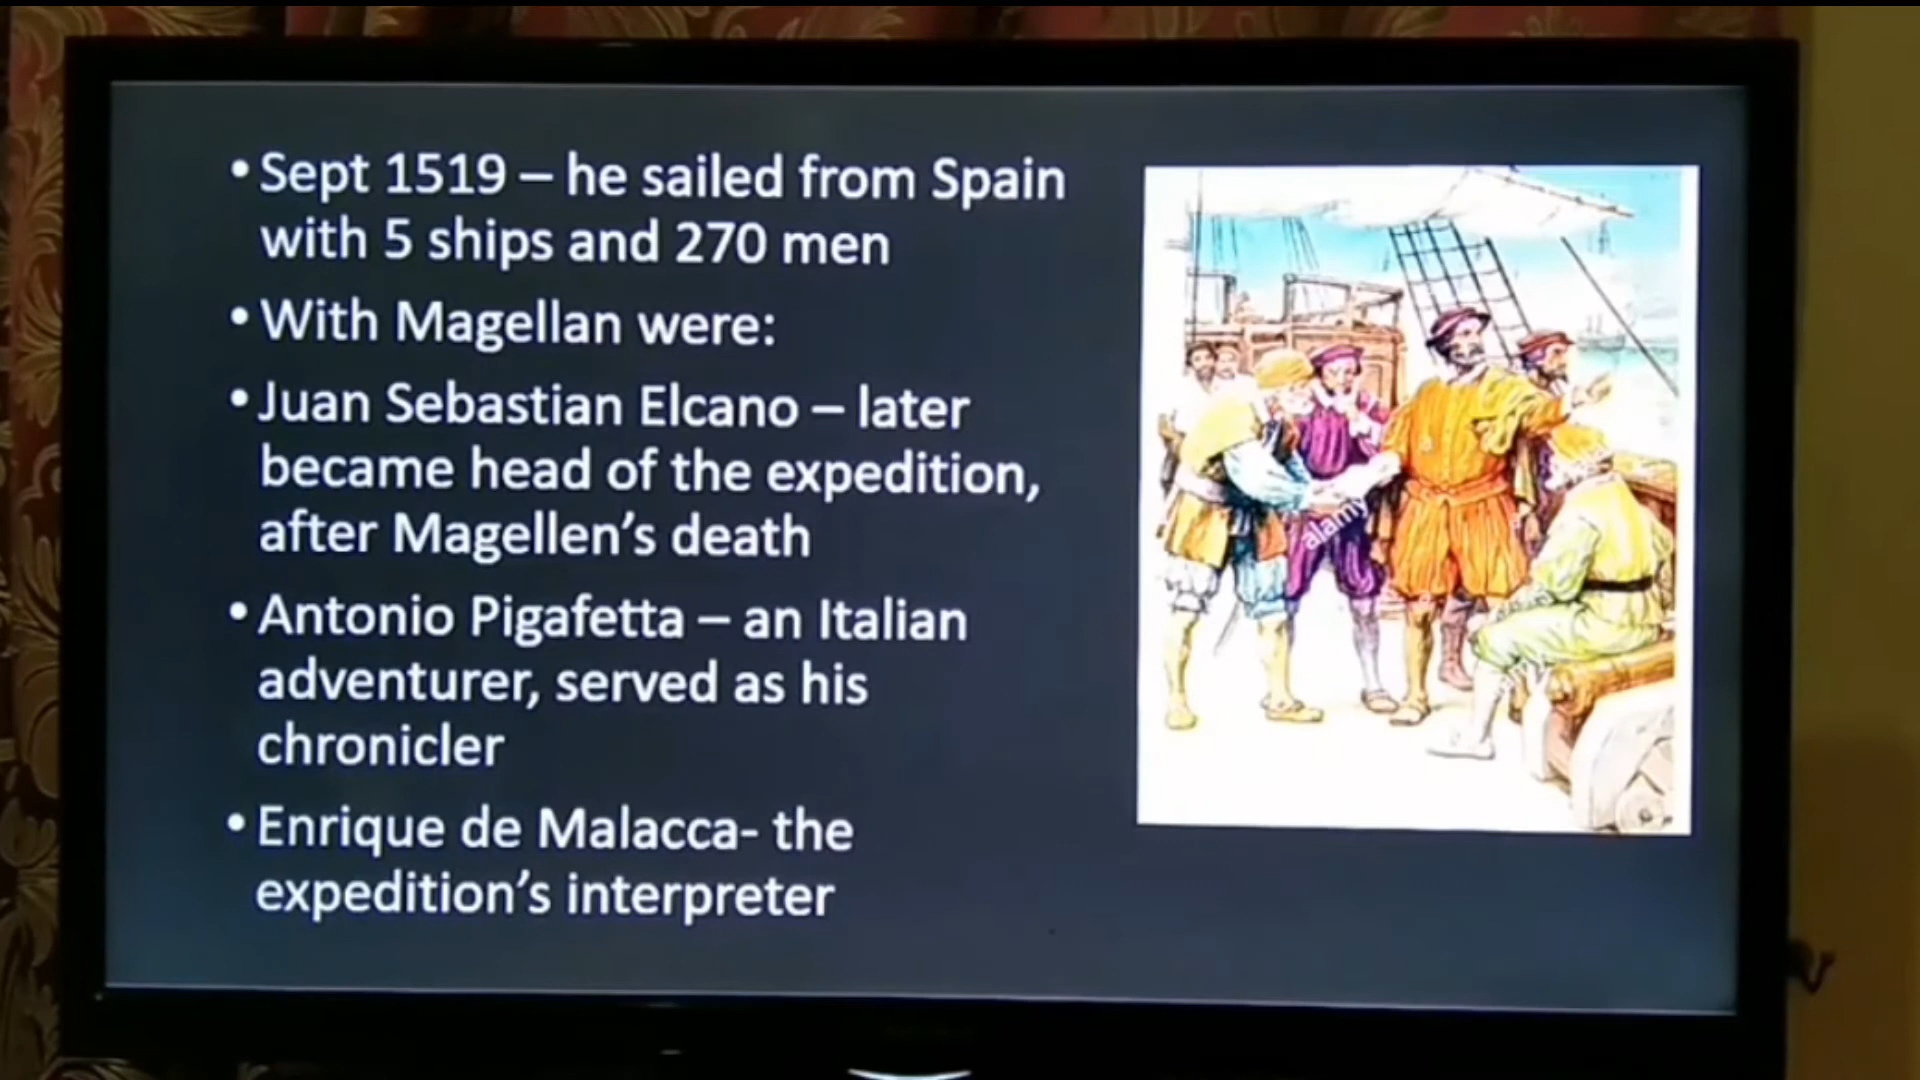 • Sept 1519 – he sailed from Spain
with 5 ships and 270 men
• With Magellan were:
• Juan Sebastian Elcano – later
became head of the expedition,
after Magellen's death
• Antonio Pigafetta – an Italian
adventurer, served as his
chronicler
• Enrique de Malacca- the
expedition's interpreter
alamy